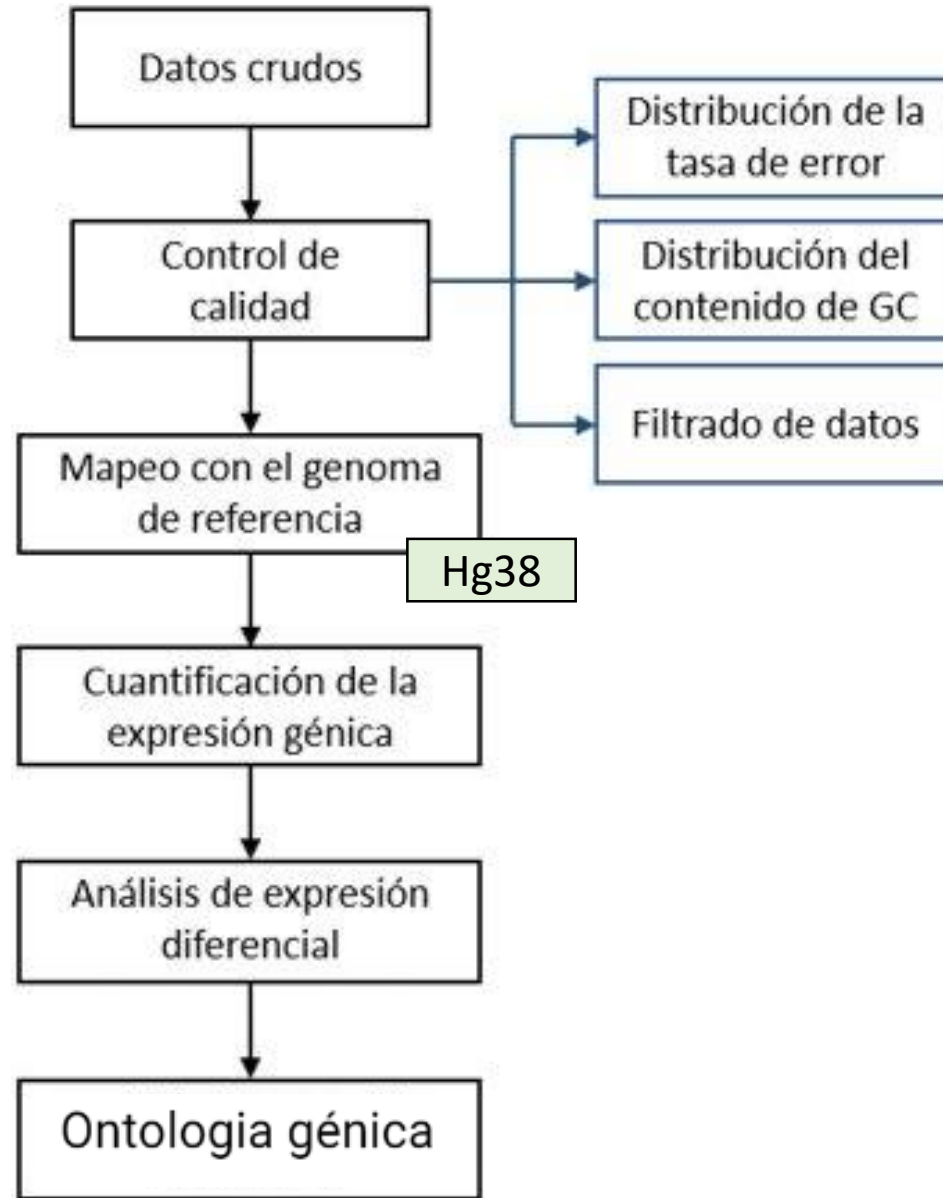 Datos crudos
Distribución de la
tasa de error
Control de
calidad
Distribución del
contenido de GC
Filtrado de datos
Mapeo con el genoma
de referencia
Hg38
Cuantificación de la
expresión génica
Análisis de expresión
diferencial
Ontologia génica